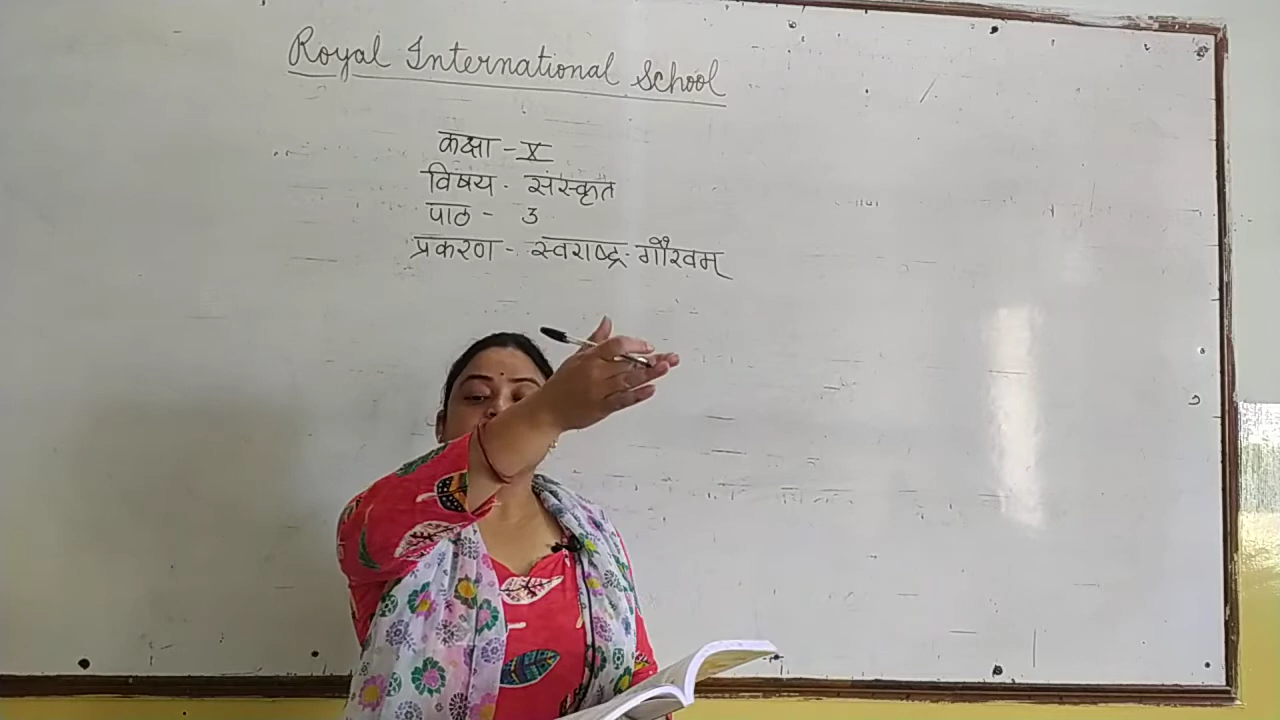 Royal International School
कक्षा - X
विषय - संस्कृत
पाठ - 3
प्रकरण - स्वराष्ट्र-गौरवम्